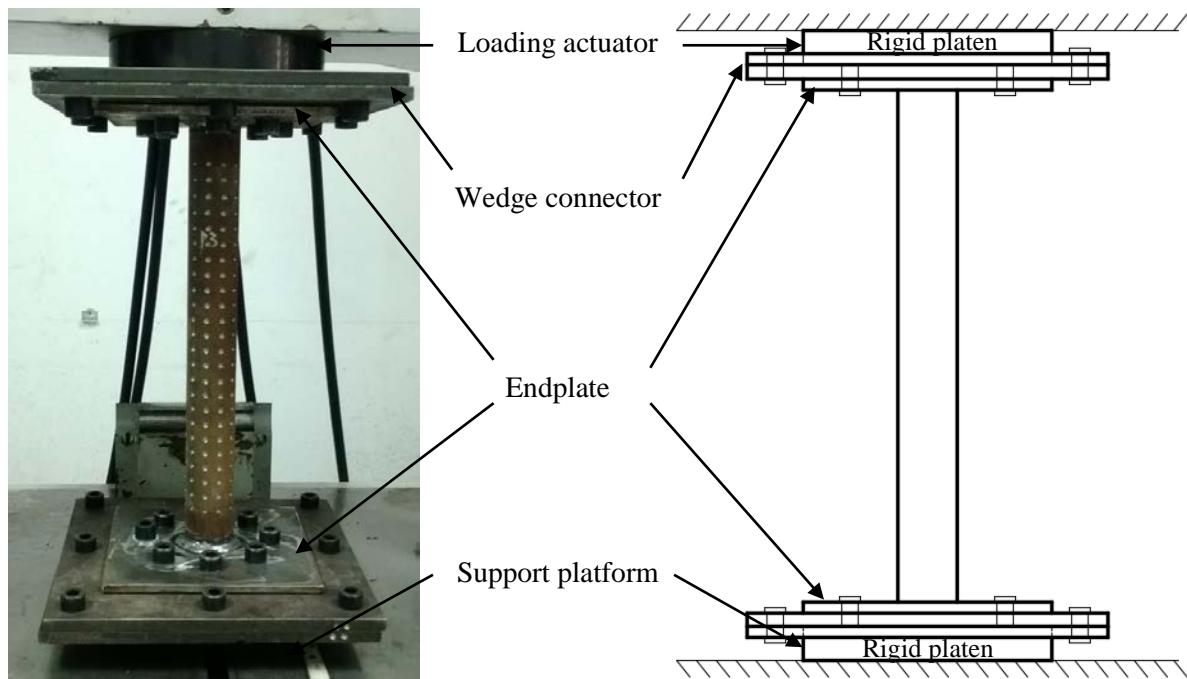 Loading actuator
Rigid platen
Wedge connector
Endplate
Support platform
Rigid platen